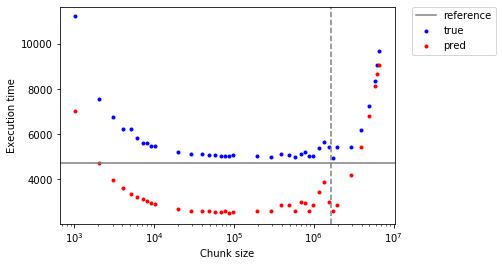 reference
true
pred
Execution time
10000
8000
6000
4000
10³
10⁴
10⁵
10⁶
10⁷
Chunk size